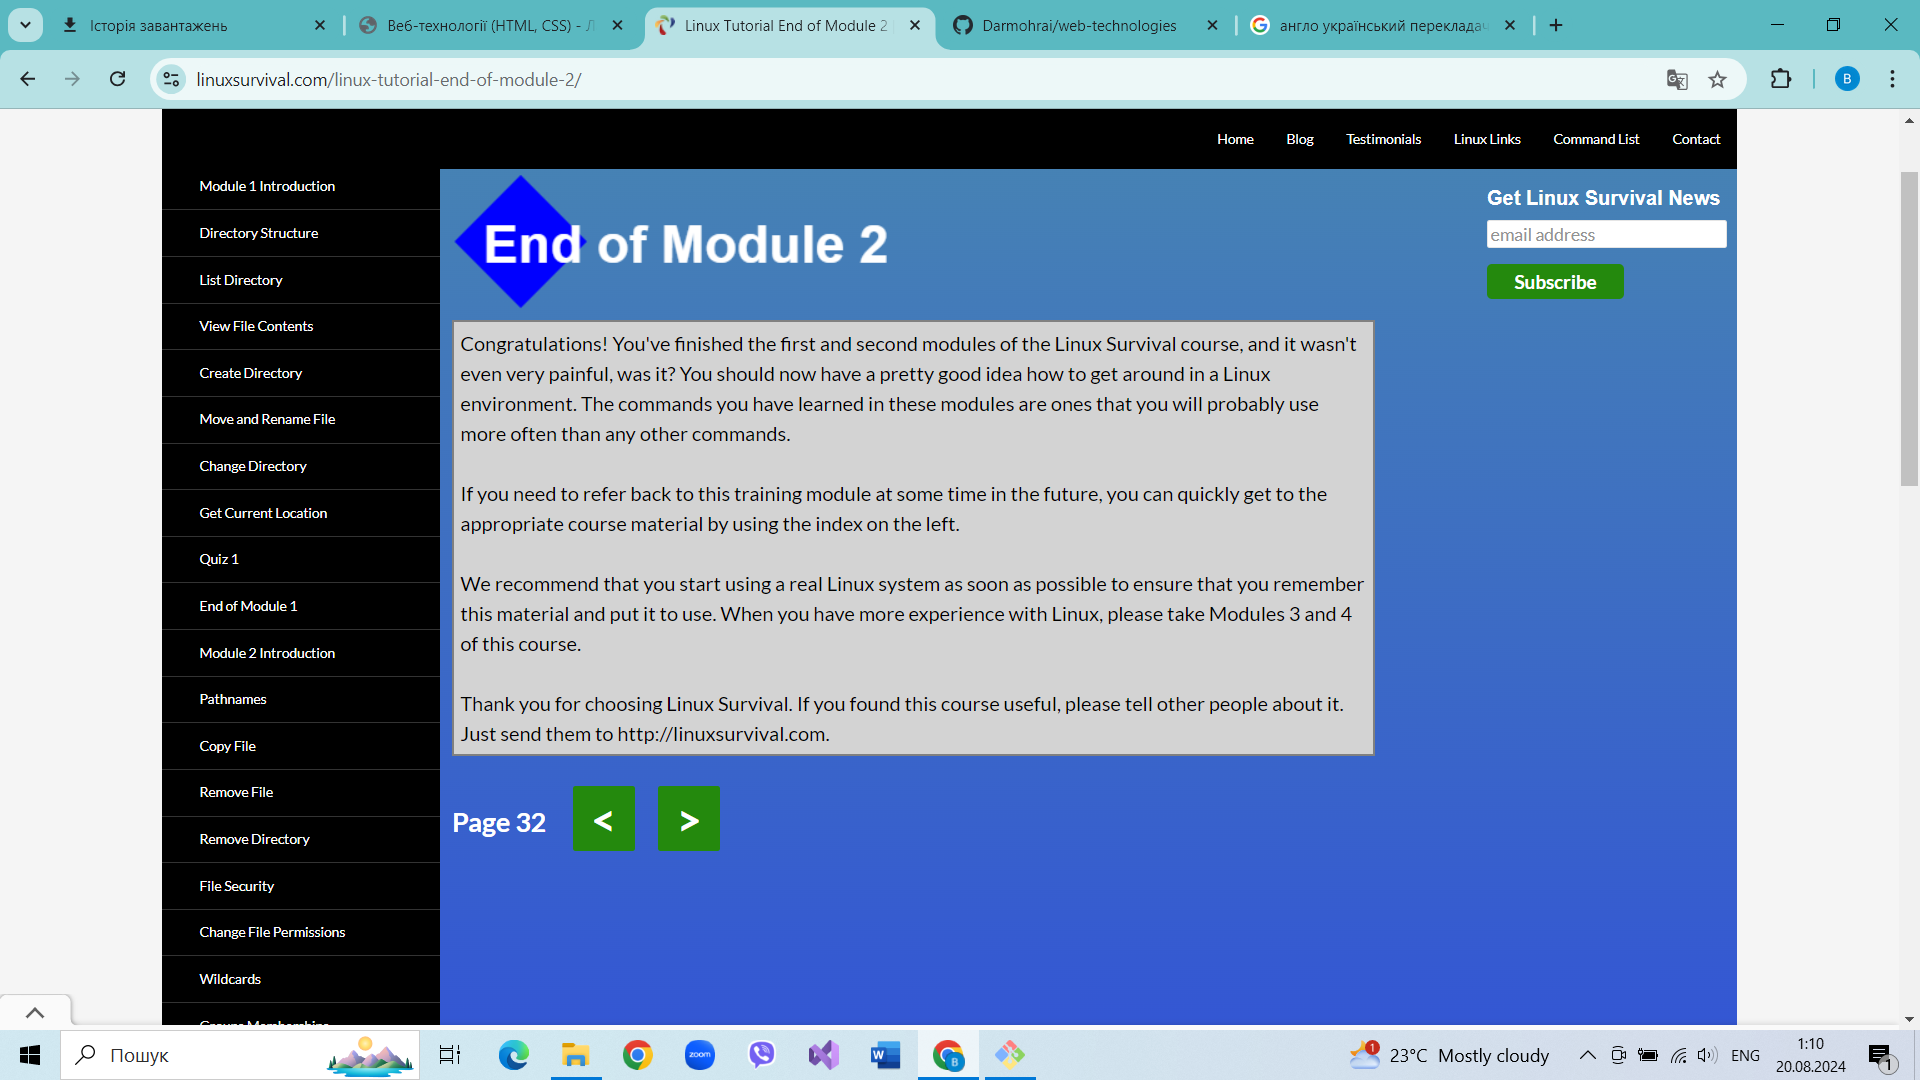 Історія завантажень
Веб-технології (HTML, CSS) - Л
Linux Tutorial End of Module 2
Darmohrai/web-technologies
англо український перекладач
linuxsurvival.com/linux-tutorial-end-of-module-2/
B
Home
Blog
Testimonials
Linux Links
Command List
Contact
Module 1 Introduction
Directory Structure
List Directory
View File Contents
Create Directory
Move and Rename File
Change Directory
Get Current Location
Quiz 1
End of Module 1
Module 2 Introduction
Pathnames
Copy File
Remove File
Remove Directory
File Security
Change File Permissions
Wildcards
End of Module 2
Congratulations! You've finished the first and second modules of the Linux Survival course, and it wasn't
even very painful, was it? You should now have a pretty good idea how to get around in a Linux
environment. The commands you have learned in these modules are ones that you will probably use
more often than any other commands.
If you need to refer back to this training module at some time in the future, you can quickly get to the
appropriate course material by using the index on the left.
We recommend that you start using a real Linux system as soon as possible to ensure that you remember
this material and put it to use. When you have more experience with Linux, please take Modules 3 and 4
of this course.
Thank you for choosing Linux Survival. If you found this course useful, please tell other people about it.
Just send them to http://linuxsurvival.com.
Page 32
<
>
Get Linux Survival News
email address
Subscribe
Пошук
zoom
W
B
1
23°C Mostly cloudy
ENG
1:10
20.08.2024
1